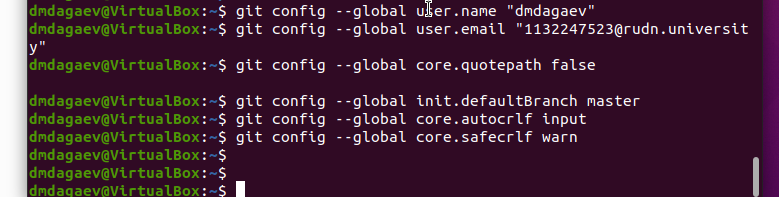 dmdagaev@VirtualBox:~$ git config --global user.name "dmdagaev"
dmdagaev@VirtualBox:~$ git config --global user.email "1132247523@rudn.universit
y"
dmdagaev@VirtualBox:~$ git config --global core.quotepath false
dmdagaev@VirtualBox:~$ git config --global init.defaultBranch master
dmdagaev@VirtualBox:~$ git config --global core.autocrlf input
dmdagaev@VirtualBox:~$ git config --global core.safecrlf warn
dmdagaev@VirtualBox:~$
dmdagaev@VirtualBox:~$
dmdagaev@VirtualBox:~$